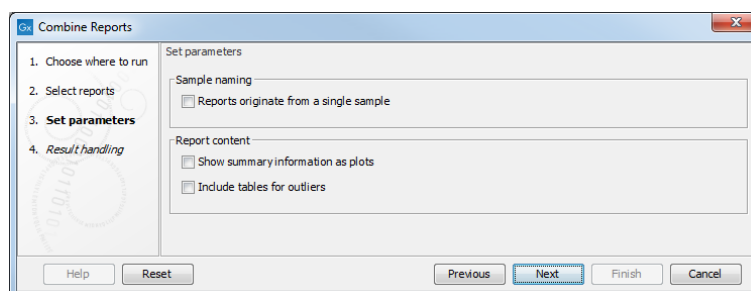 Gx Combine Reports
1. Choose where to run
2. Select reports
3. Set parameters
4. Result handling
Set parameters
Sample naming
Reports originate from a single sample
Report content
Show summary information as plots
Include tables for outliers
Help Reset Previous Next Finish Cancel